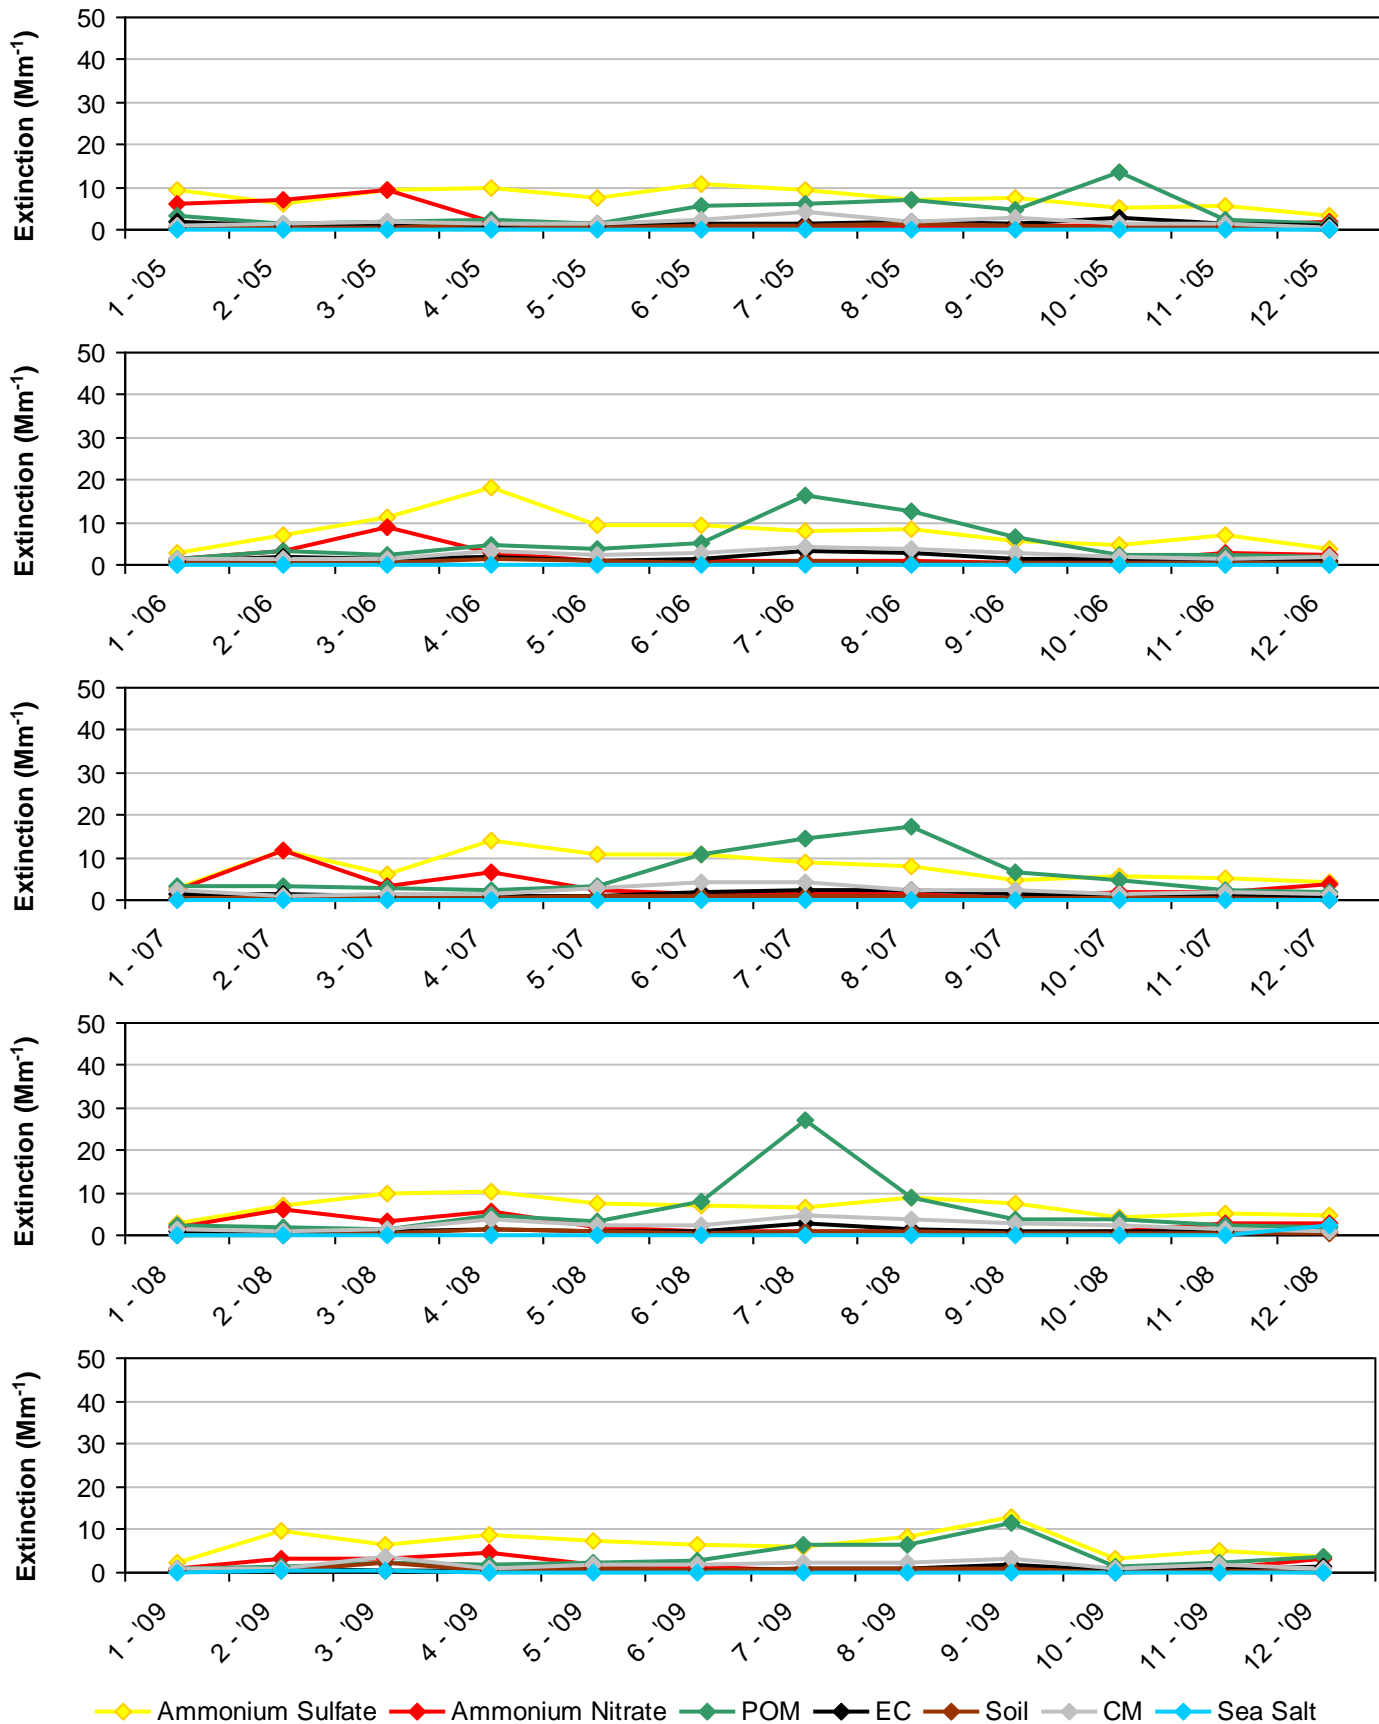 Extinction (Mm-1)
50
40
30
20
10
0
1 - '05 2 - '05 3 - '05 4 - '05 5 - '05 6 - '05 7 - '05 8 - '05 9 - '05 10 - '05 11 - '05 12 - '05
Extinction (Mm-1)
50
40
30
20
10
0
1 - '06 2 - '06 3 - '06 4 - '06 5 - '06 6 - '06 7 - '06 8 - '06 9 - '06 10 - '06 11 - '06 12 - '06
Extinction (Mm-1)
50
40
30
20
10
0
1 - '07 2 - '07 3 - '07 4 - '07 5 - '07 6 - '07 7 - '07 8 - '07 9 - '07 10 - '07 11 - '07 12 - '07
Extinction (Mm-1)
50
40
30
20
10
0
1 - '08 2 - '08 3 - '08 4 - '08 5 - '08 6 - '08 7 - '08 8 - '08 9 - '08 10 - '08 11 - '08 12 - '08
Extinction (Mm-1)
50
40
30
20
10
0
1 - '09 2 - '09 3 - '09 4 - '09 5 - '09 6 - '09 7 - '09 8 - '09 9 - '09 10 - '09 11 - '09 12 - '09
Ammonium Sulfate Ammonium Nitrate POM EC Soil CM Sea Salt